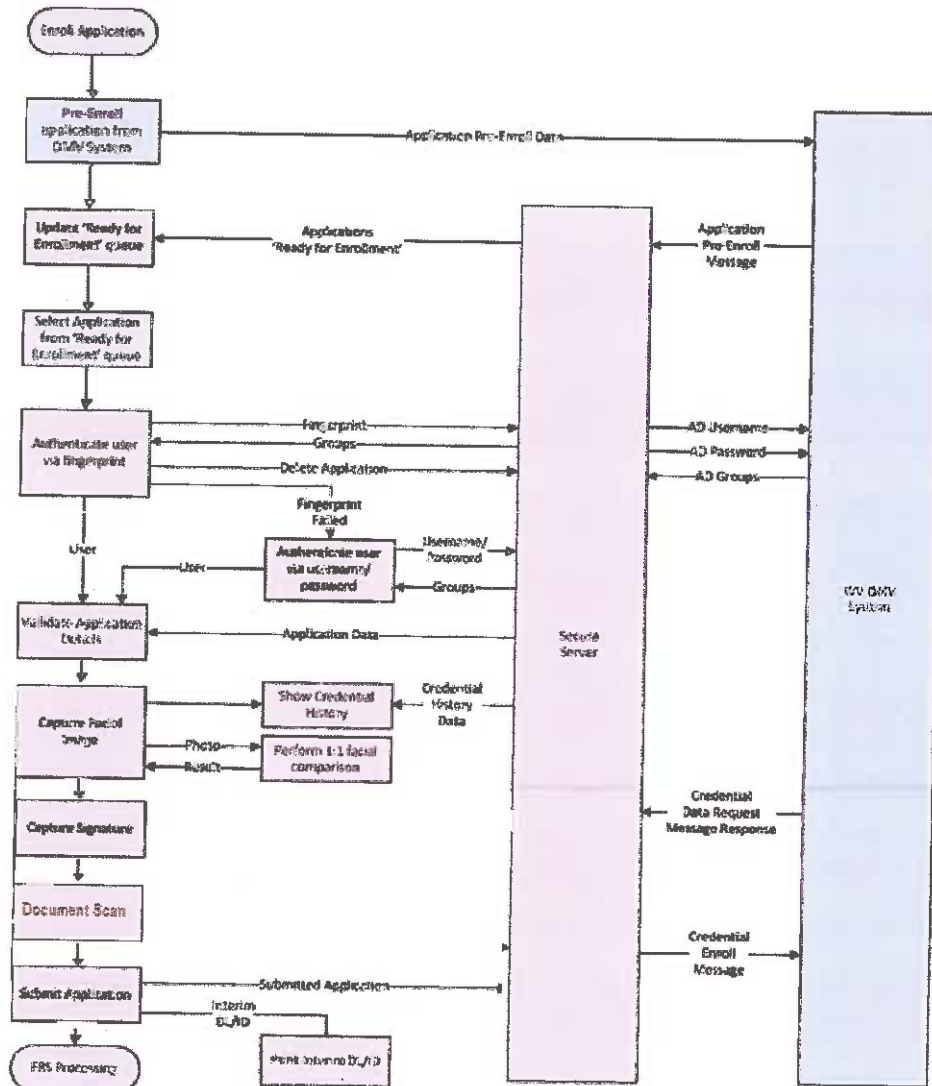 Enroll Application
Pre-Enroll
application from
DMV System
Application Pre-Enroll Data
Update 'Ready for
Enrollment' queue
Applications
'Ready for Enrollment'
Application
Pre-Enroll
Message
Select Application
from 'Ready for
Enrollment' queue
Authenticate user
via fingerprint
Fingerprint
Groups
Delete Application
AD Username
AD Password
AD Groups
Fingerprint
Failed
User
Authenticate user
via username/
password
Username/
Password
User
Groups
WV DMV
System
Validate Application
Details
Application Data
Secure
Server
Capture Facial
Image
Show Credential
History
Credential
History
Data
Photo
Result
Perform 1:1 facial
comparison
Capture Signature
Credential
Data Request
Message Response
Document Scan
Credential
Enroll
Message
Submit Application
Submitted Application
Interim
DL/ID
Print Interim DL/ID
FRS Processing